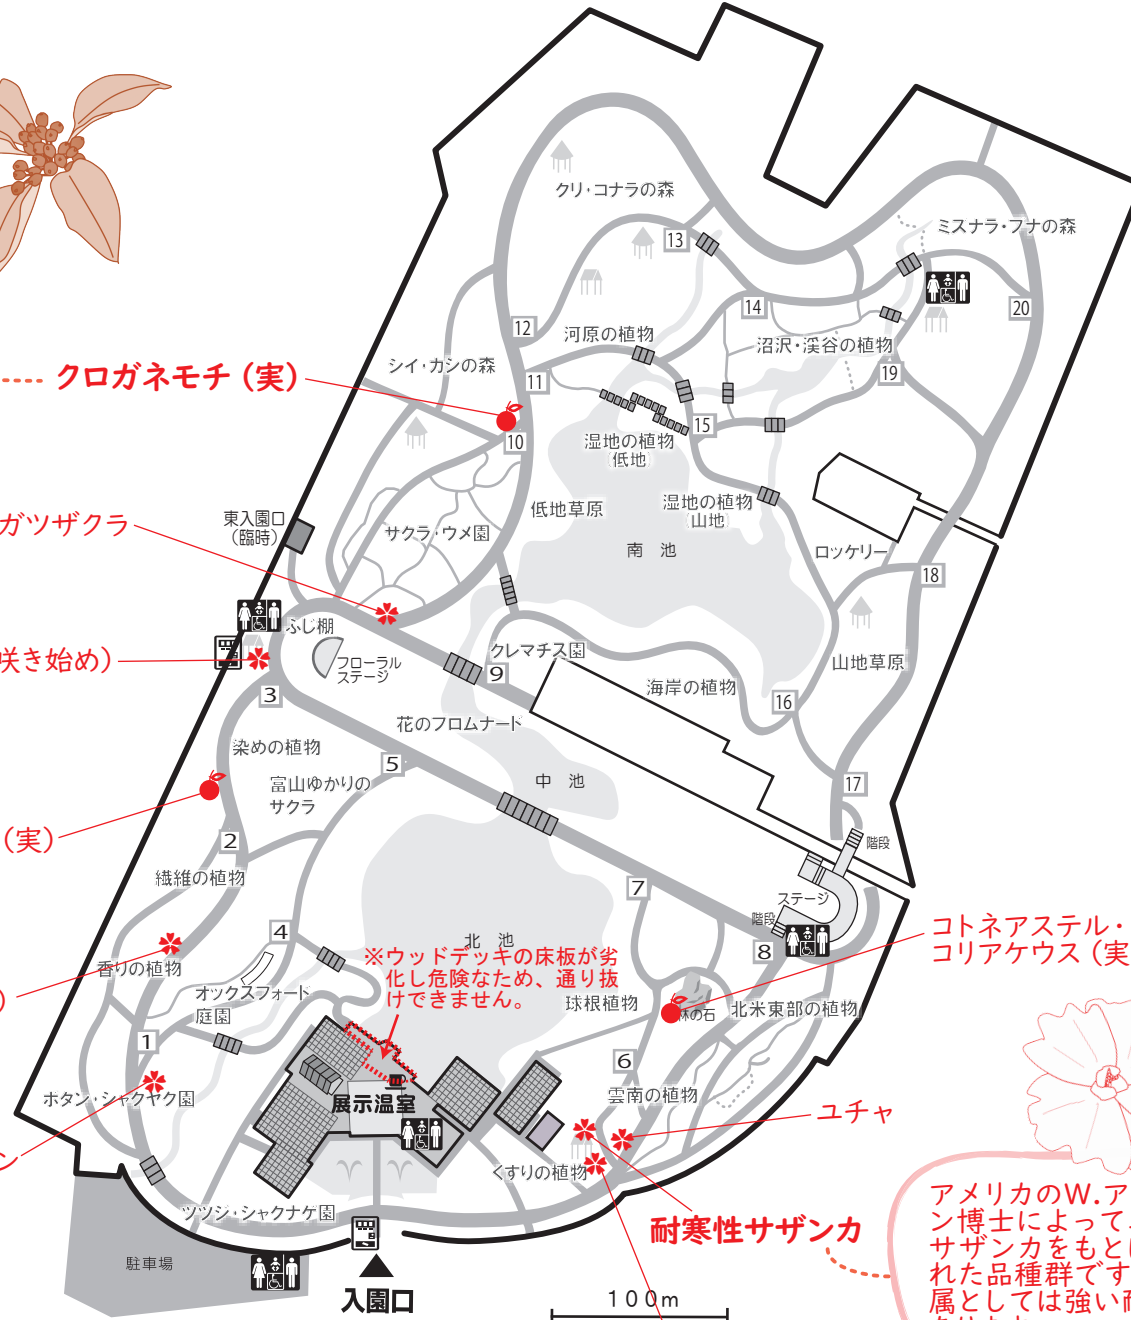 クリ・コナラの森
ミズナラ・ブナの森
13
14
20
12
河原の植物
沼沢・渓谷の植物
シイ・カシの森
クロガネモチ（実）
11
19
10
15
湿地の植物
(低地)
湿地の植物
(山地)
低地草原
ガツザクラ
東入園口
（臨時）
サクラ・ウメ園
南 池
ロックリー
18
ふじ棚
咲き始め）
フローラル
ステージ
クレマチス園
9
海岸の植物
山地草原
3
16
花のプロムナード
染めの植物
5
富山ゆかりの
サクラ
中 池
17
（実）
2
階段
繊維の植物
7
ステージ
階段
4
北 池
8
コトネアステル・
コリアケウス（実
香りの植物
※ウッドデッキの床板が劣
化し危険なため、通り抜
けできません。
）
オックスフォード
庭園
球根植物
林の石
北米東部の植物
1
6
ボタン・シャクヤク園
展示温室
雲南の植物
ユチャ
ン
くすりの植物
ツツジ・シャクナゲ園
耐寒性サザンカ
駐車場
入園口
100m
アメリカのW.ア
ン博士によって、
サザンカをもとに
れた品種群です
属としては強い耐